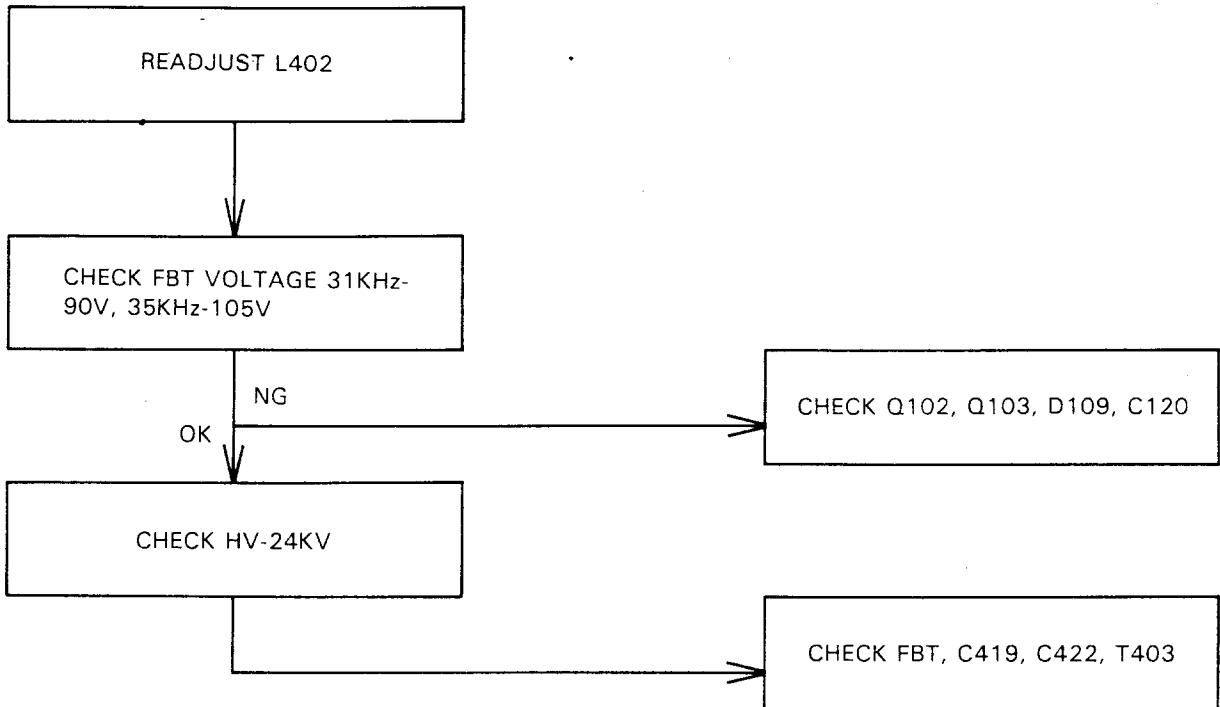 READJUST L402
CHECK FBT VOLTAGE 31KHz-
90V, 35KHz-105V
NG
CHECK Q102, Q103, D109, C120
OK
CHECK HV-24KV
CHECK FBT, C419, C422, T403